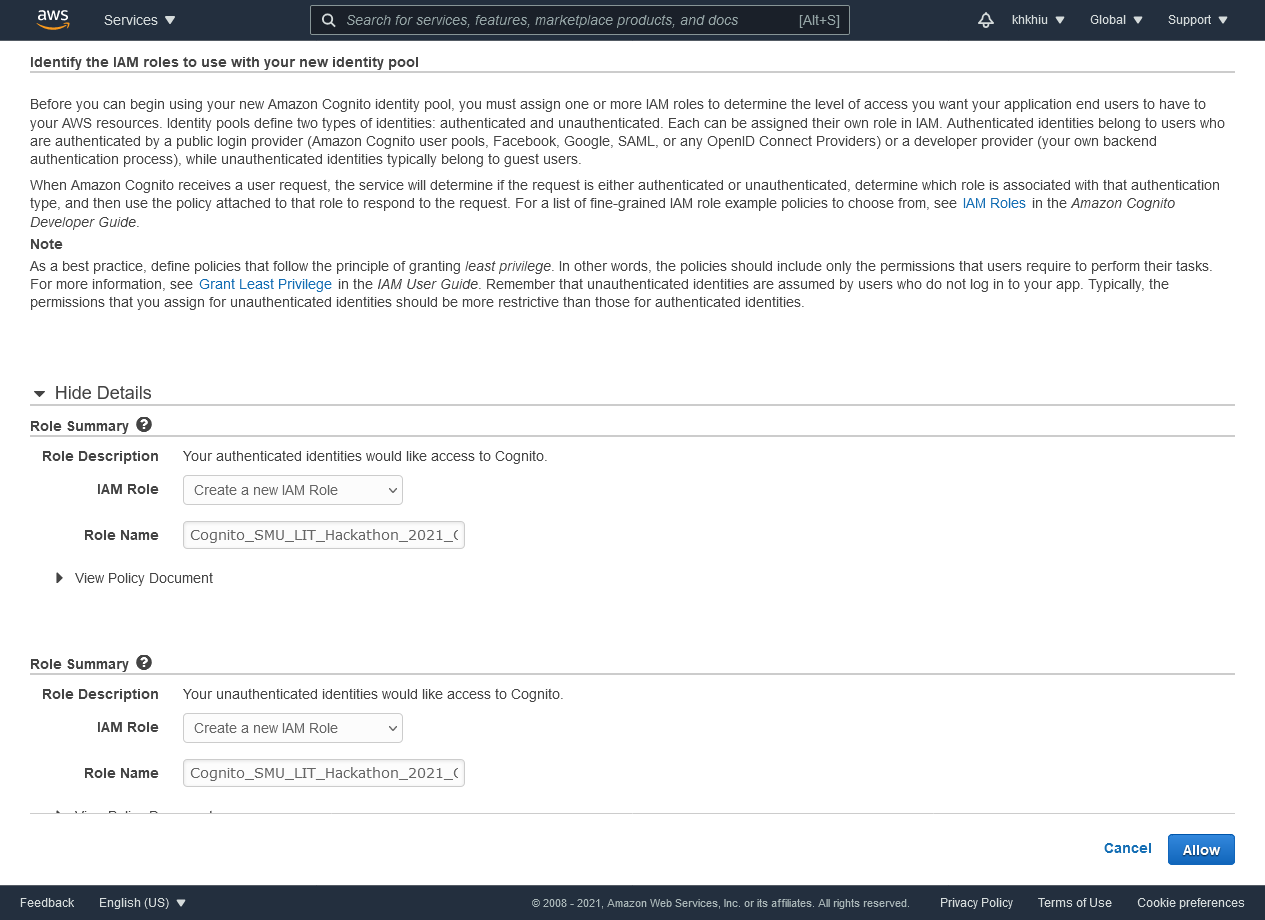 aws Services Search for services, features, marketplace products, and docs [Alt+S] khkhiu Global Support
Identify the IAM roles to use with your new identity pool
Before you can begin using your new Amazon Cognito identity pool, you must assign one or more IAM roles to determine the level of access you want your application end users to have to
your AWS resources. Identity pools define two types of identities: authenticated and unauthenticated. Each can be assigned their own role in IAM. Authenticated identities belong to users who
are authenticated by a public login provider (Amazon Cognito user pools, Facebook, Google, SAML, or any OpenID Connect Providers) or a developer provider (your own backend
authentication process), while unauthenticated identities typically belong to guest users.
When Amazon Cognito receives a user request, the service will determine if the request is either authenticated or unauthenticated, determine which role is associated with that authentication
type, and then use the policy attached to that role to respond to the request. For a list of fine-grained IAM role example policies to choose from, see IAM Roles in the Amazon Cognito
Developer Guide.
Note
As a best practice, define policies that follow the principle of granting least privilege. In other words, the policies should include only the permissions that users require to perform their tasks.
For more information, see Grant Least Privilege in the IAM User Guide. Remember that unauthenticated identities are assumed by users who do not log in to your app. Typically, the
permissions that you assign for unauthenticated identities should be more restrictive than those for authenticated identities.
Hide Details
Role Summary ?
Role Description Your authenticated identities would like access to Cognito.
IAM Role Create a new IAM Role
Role Name Cognito_SMU_LIT_Hackathon_2021_
View Policy Document
Role Summary ?
Role Description Your unauthenticated identities would like access to Cognito.
IAM Role Create a new IAM Role
Role Name Cognito_SMU_LIT_Hackathon_2021_
Cancel Allow
Feedback English (US) © 2008 - 2021, Amazon Web Services, Inc. or its affiliates. All rights reserved. Privacy Policy Terms of Use Cookie preferences